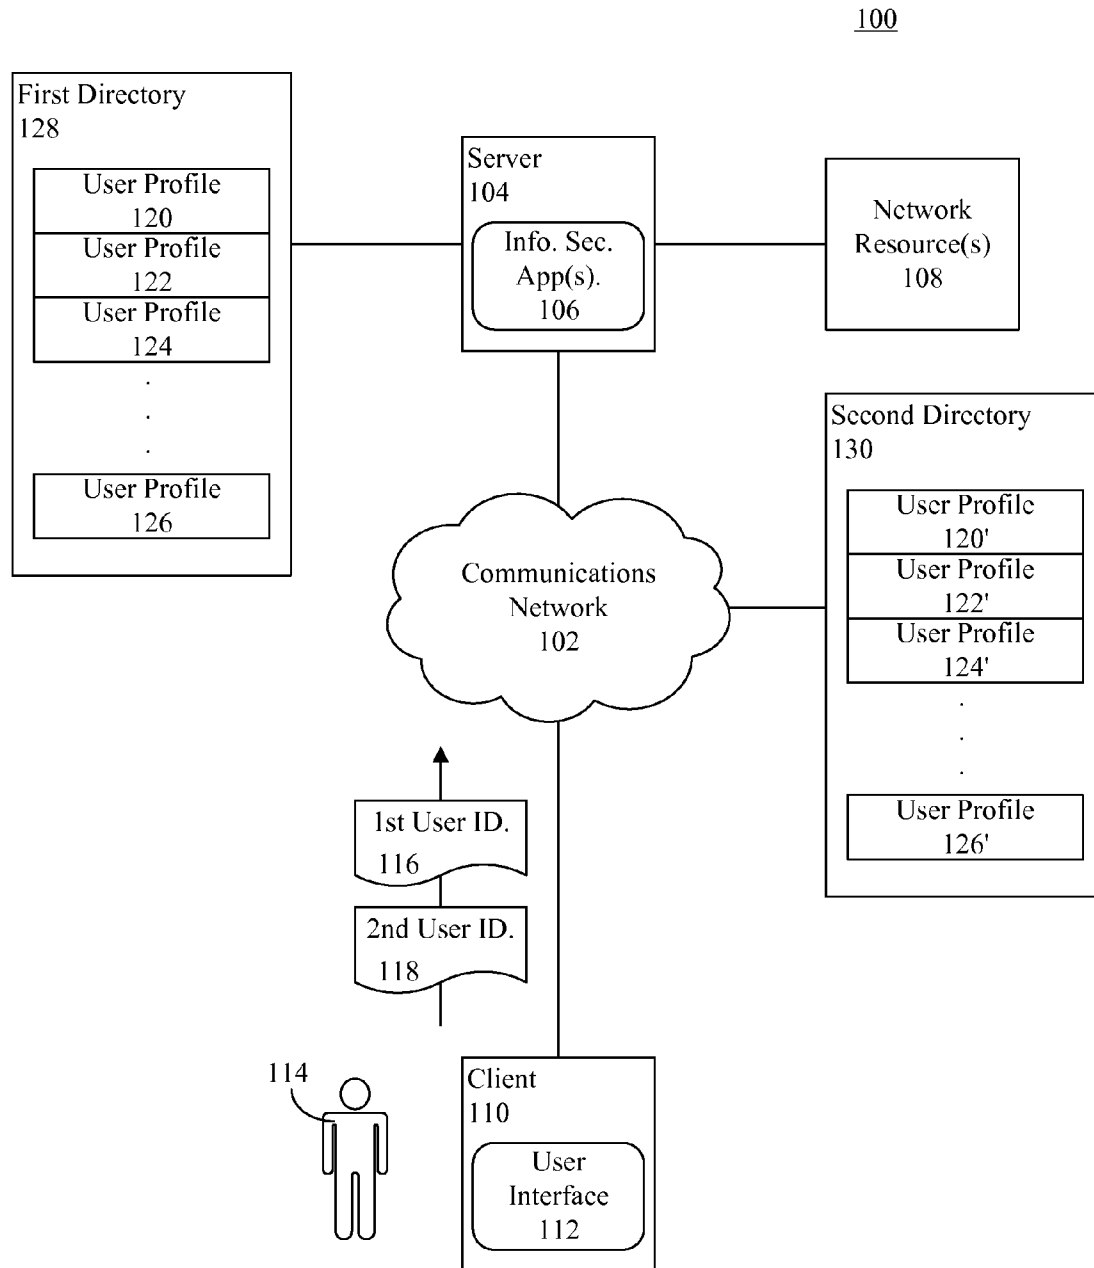 100
First Directory
128
User Profile
120
User Profile
122
User Profile
124
User Profile
126
Server
104
Info. Sec.
App(s).
106
Network
Resource(s)
108
Second Directory
130
User Profile
120'
User Profile
122'
User Profile
124'
User Profile
126'
Communications
Network
102
1st User ID.
116
2nd User ID.
118
114
Client
110
User
Interface
112